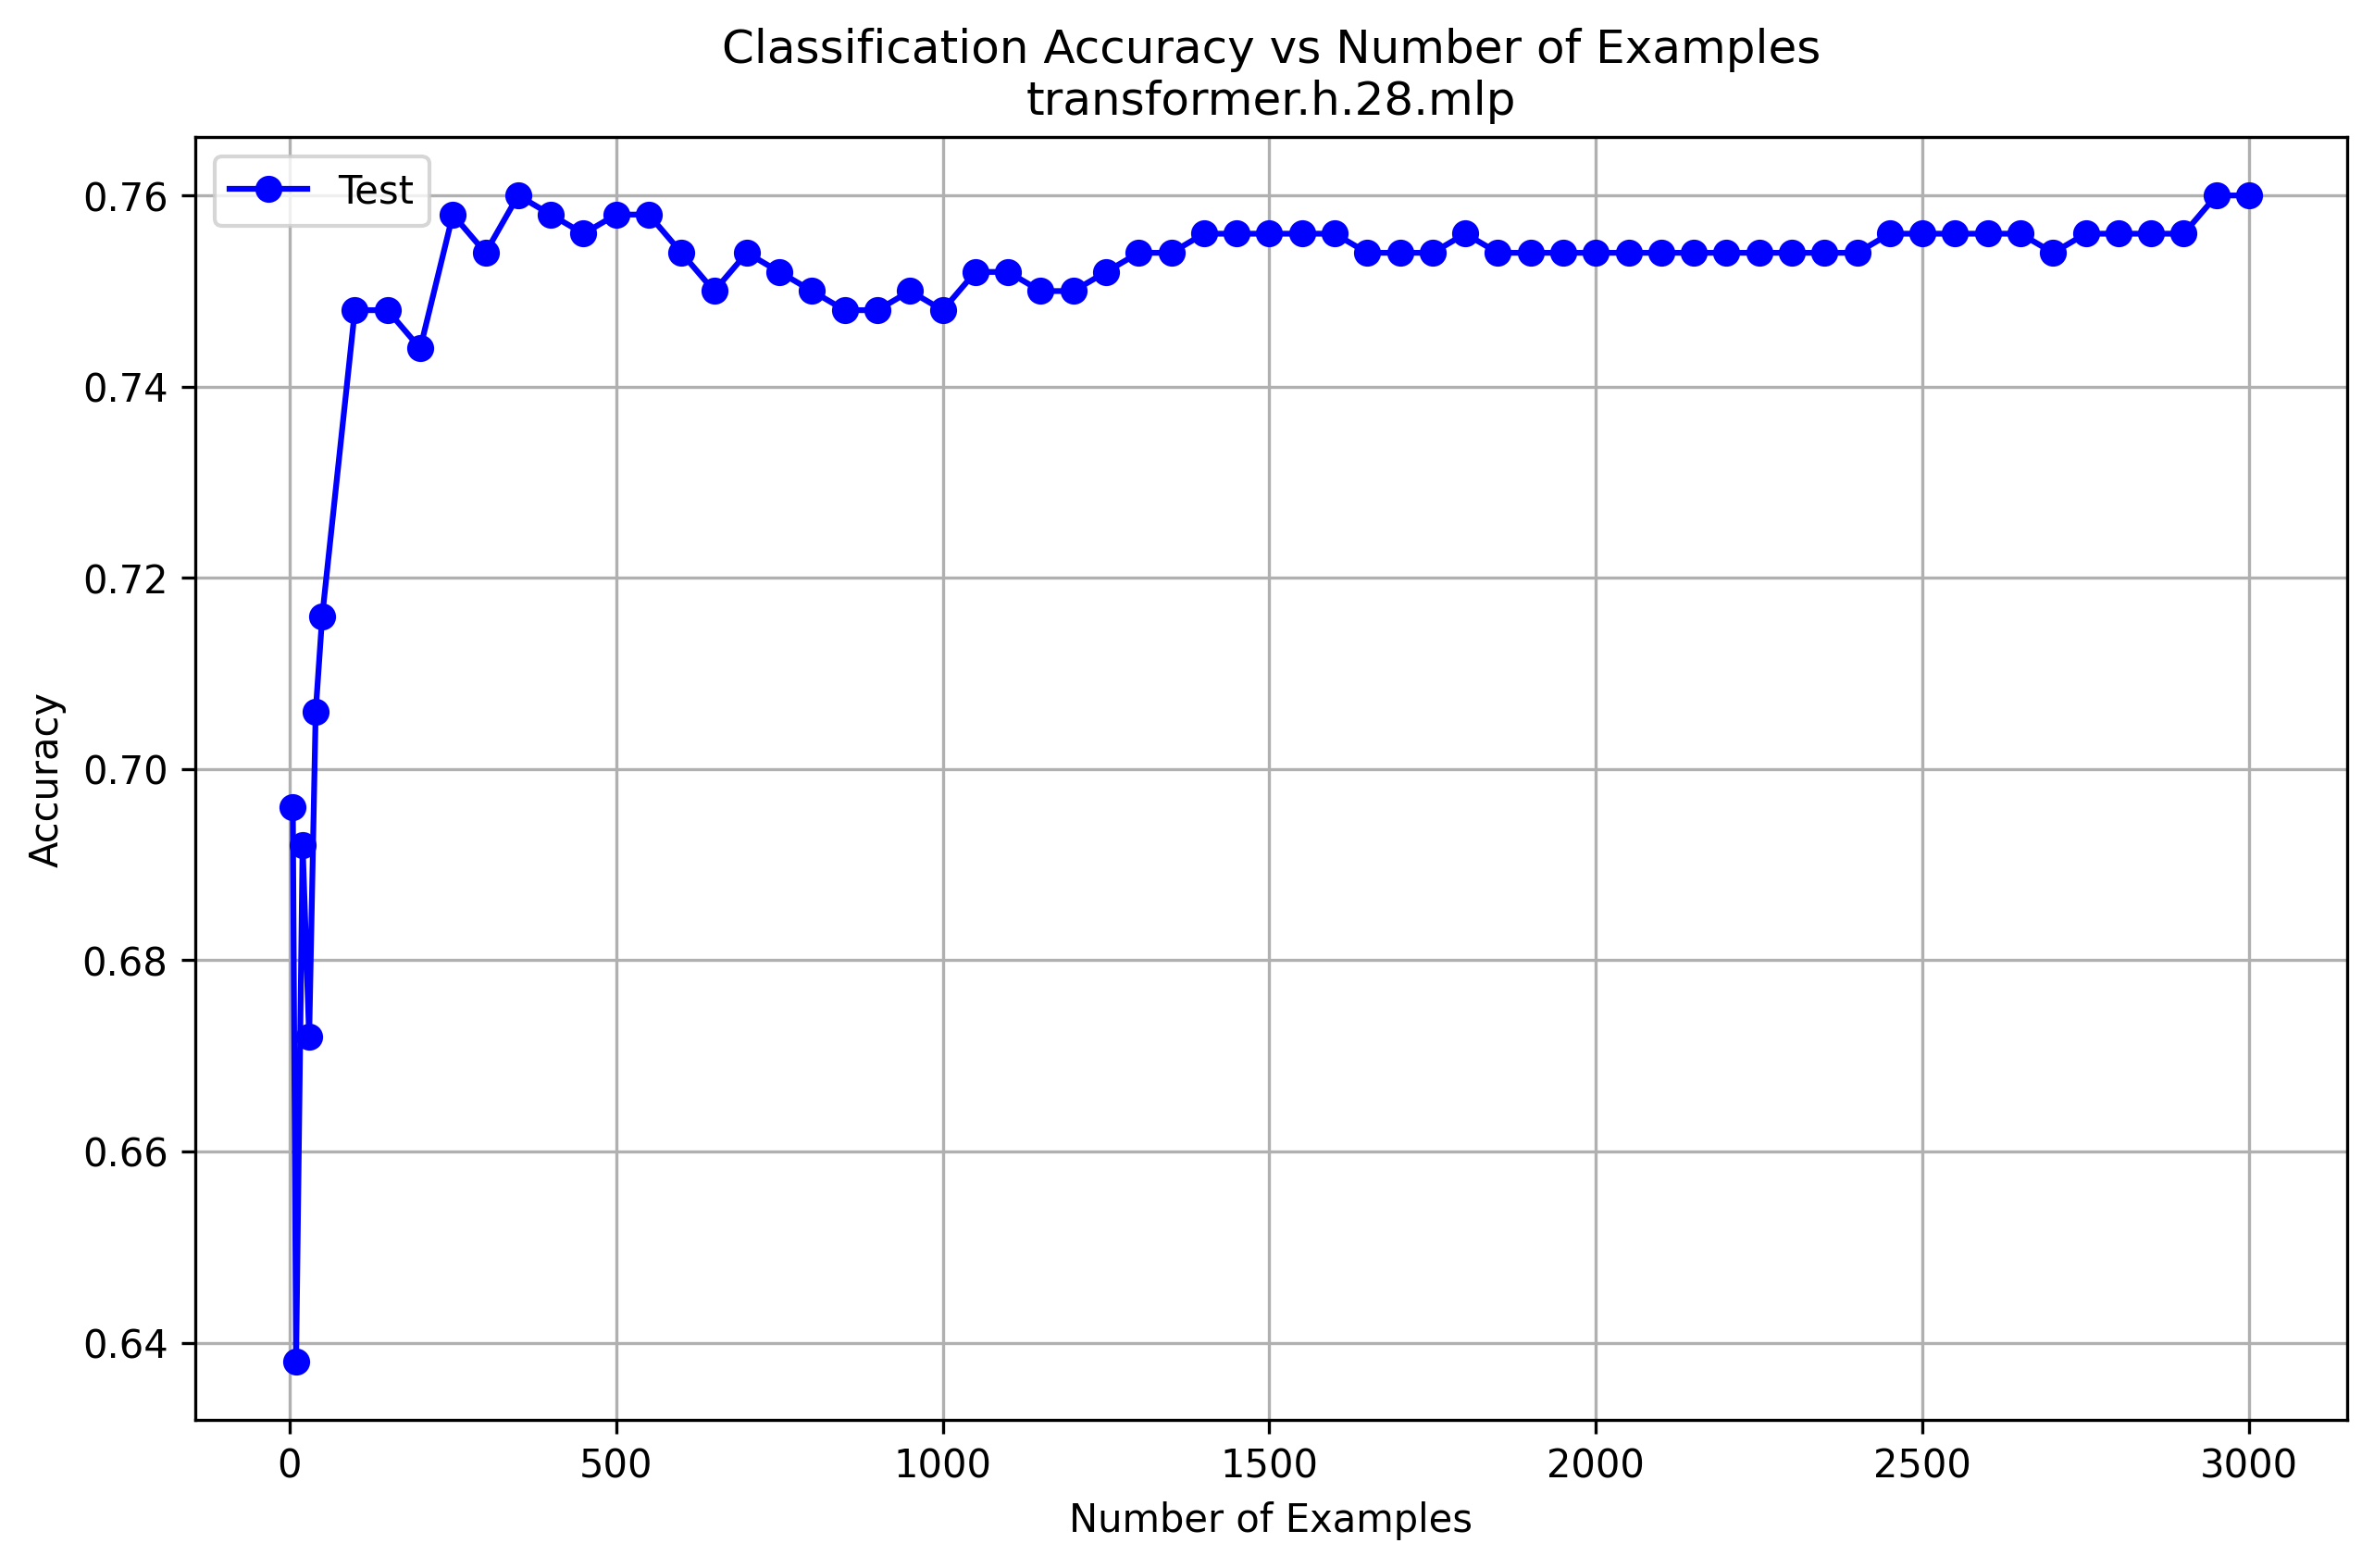 Classification Accuracy vs Number of Examples
transformer.h.28.mlp
Test
0.76
0.74
0.72
0.70
0.68
0.66
0.64
Accuracy
0 500 1000 1500 2000 2500 3000
Number of Examples